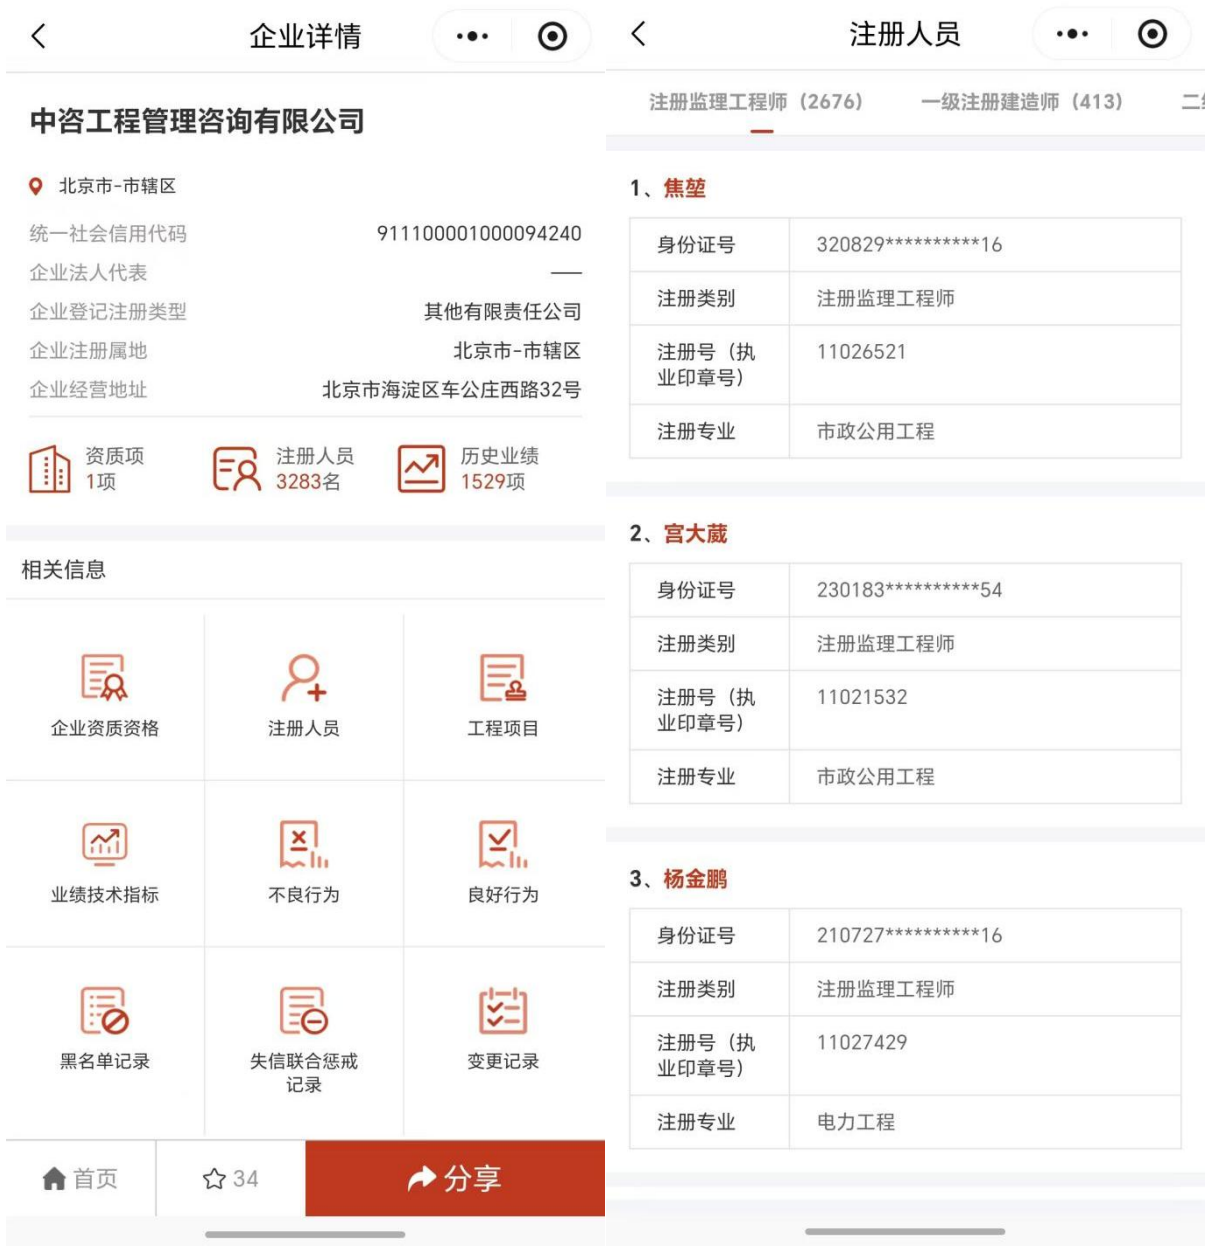 企业详情
中咨工程管理咨询有限公司
北京市-市辖区
统一社会信用代码 911100001000094240
企业法人代表 —
企业登记注册类型 其他有限责任公司
企业注册属地 北京市-市辖区
企业经营地址 北京市海淀区车公庄西路32号
资质项 注册人员 历史业绩
1项 3283名 1529项
相关信息
企业资质资格 注册人员 工程项目
业绩技术指标 不良行为 良好行为
黑名单记录 失信联合惩戒 变更记录
记录
首页 34 分享
注册人员
注册监理工程师（2676） 一级注册建造师（413）
1、焦堃
身份证号 320829**********16
注册类别 注册监理工程师
注册号（执 11026521
业印章号）
注册专业 市政公用工程
2、宫大葳
身份证号 230183**********54
注册类别 注册监理工程师
注册号（执 11021532
业印章号）
注册专业 市政公用工程
3、杨金鹏
身份证号 210727**********16
注册类别 注册监理工程师
注册号（执 11027429
业印章号）
注册专业 电力工程